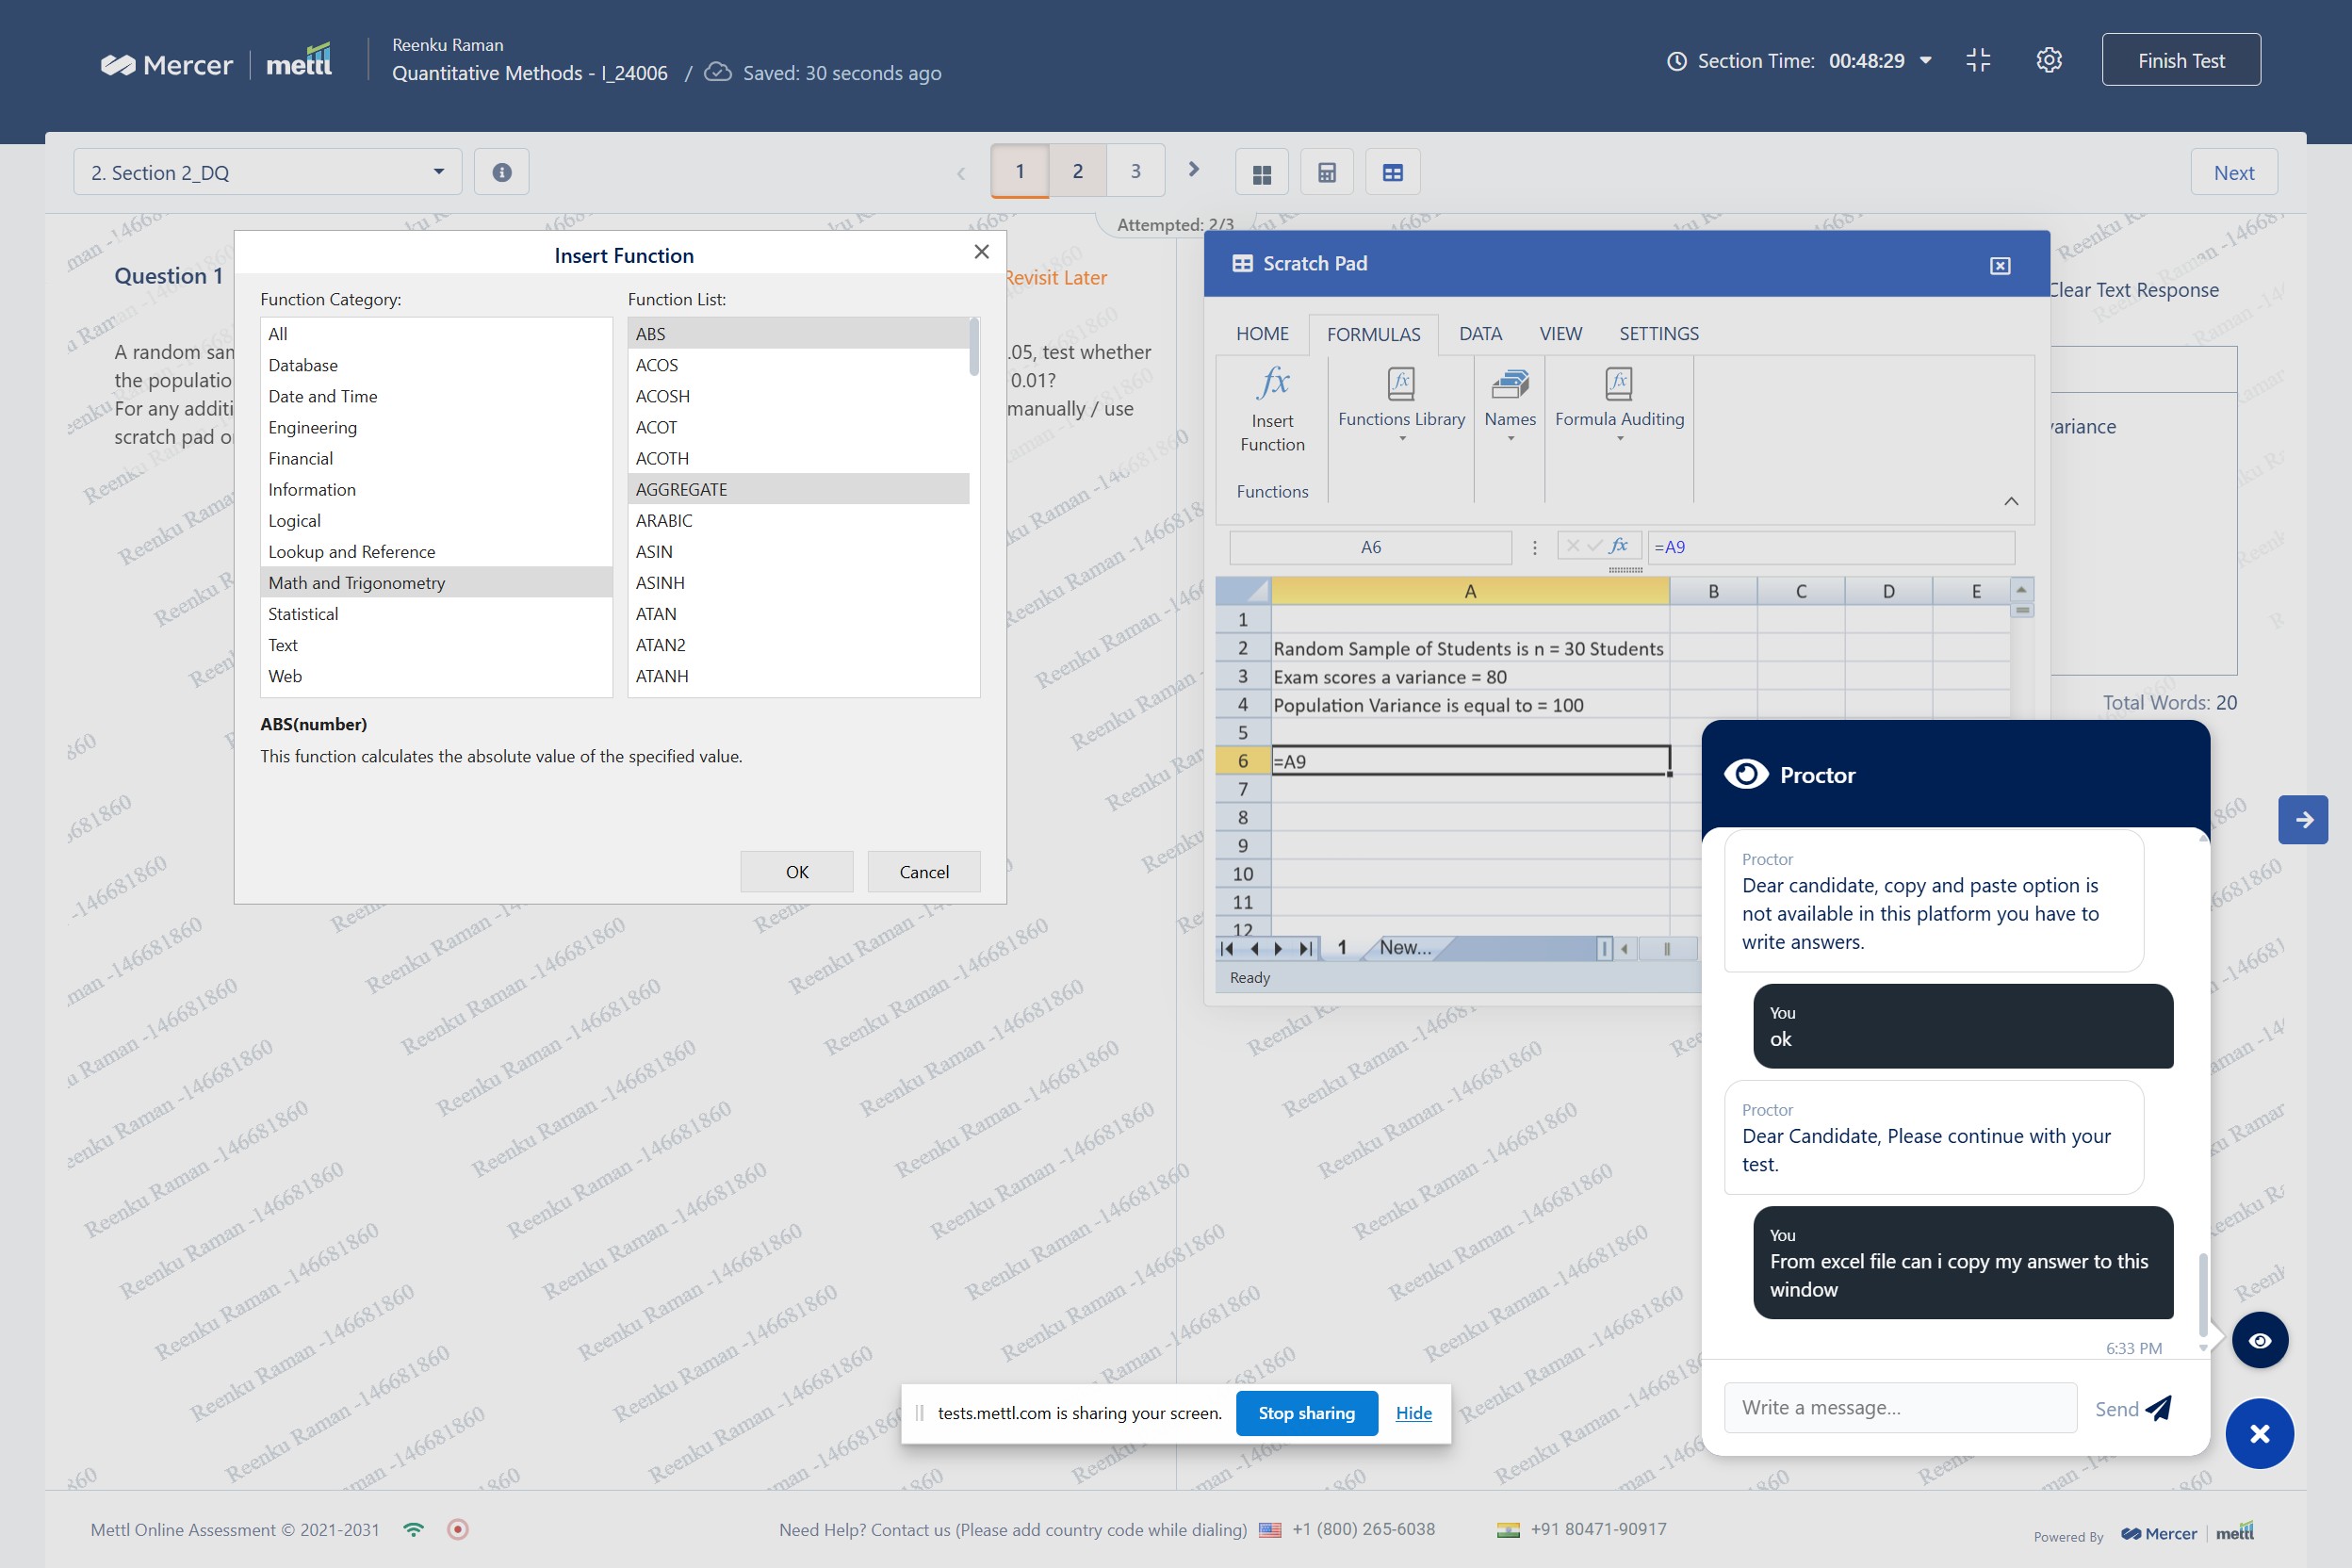 Mercer mettl
Reenku Raman
Quantitative Methods - I_24006 / Saved: 30 seconds ago
Section Time: 00:48:29
Finish Test
2. Section 2_DQ
1 2 3
Next
Attempted: 2/3
Question 1
Revisit Later
A random sam
.05, test whether
the populatio
0.01?
For any additi
manually / use
scratch pad o
Insert Function
Function Category:
All
Database
Date and Time
Engineering
Financial
Information
Logical
Lookup and Reference
Math and Trigonometry
Statistical
Text
Web
Function List:
ABS
ACOS
ACOSH
ACOT
ACOTH
AGGREGATE
ARABIC
ASIN
ASINH
ATAN
ATAN2
ATANH
ABS(number)
This function calculates the absolute value of the specified value.
OK Cancel
Scratch Pad
HOME FORMULAS DATA VIEW SETTINGS
fx
Insert
Function
Functions Library
Names
Formula Auditing
Functions
A6
fx
=A9
A B C D E
1
2 Random Sample of Students is n = 30 Students
3 Exam scores a variance = 80
4 Population Variance is equal to = 100
5
6 =A9
7
8
9
10
11
12
1 New...
Ready
Clear Text Response
variance
Total Words: 20
Proctor
Proctor
Dear candidate, copy and paste option is
not available in this platform you have to
write answers.
You
ok
Proctor
Dear Candidate, Please continue with your
test.
You
From excel file can i copy my answer to this
window
6:33 PM
Write a message...
Send
tests.mettl.com is sharing your screen.
Stop sharing
Hide
Reenku Raman -146681860
Mettl Online Assessment © 2021-2031
Need Help? Contact us (Please add country code while dialing) +1 (800) 265-6038 +91 80471-90917
Powered By Mercer mettl